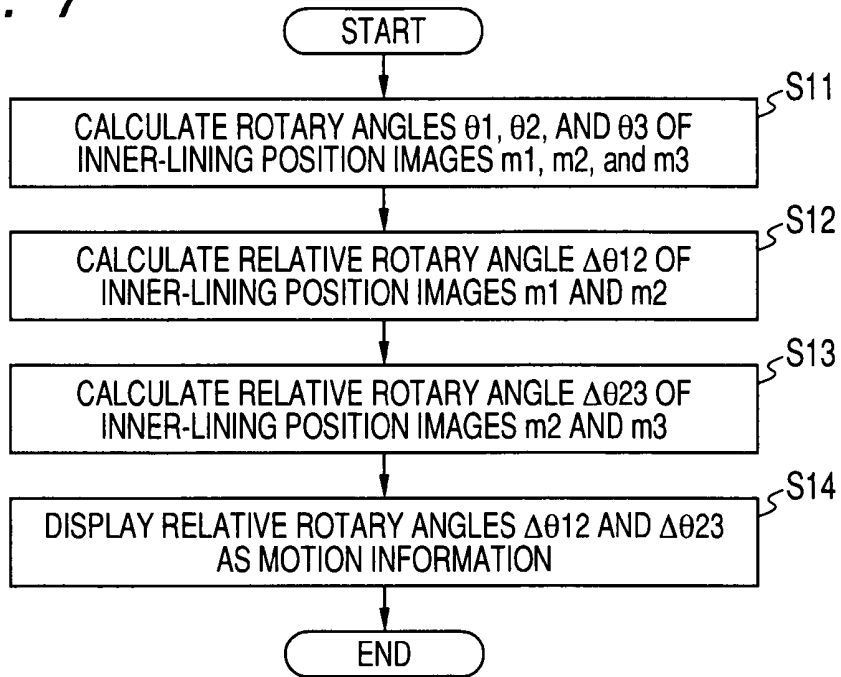 . 7
START
S11
CALCULATE ROTARY ANGLES θ1, θ2, AND θ3 OF
INNER-LINING POSITION IMAGES m1, m2, and m3
S12
CALCULATE RELATIVE ROTARY ANGLE Δθ12 OF
INNER-LINING POSITION IMAGES m1 AND m2
S13
CALCULATE RELATIVE ROTARY ANGLE Δθ23 OF
INNER-LINING POSITION IMAGES m2 AND m3
S14
DISPLAY RELATIVE ROTARY ANGLES Δθ12 AND Δθ23
AS MOTION INFORMATION
END